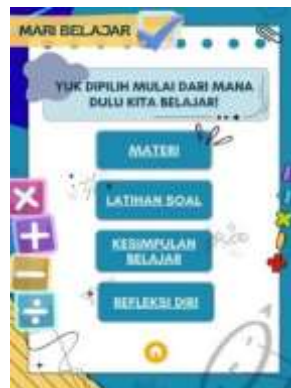 MARI BELAJAR
YUK DIPILIH MULAI DARI MANA
DULU KITA BELAJAR!
MATERI
LATIHAN SOAL
KESIMPULAN
BELAJAR
REFLEKSI DIRI